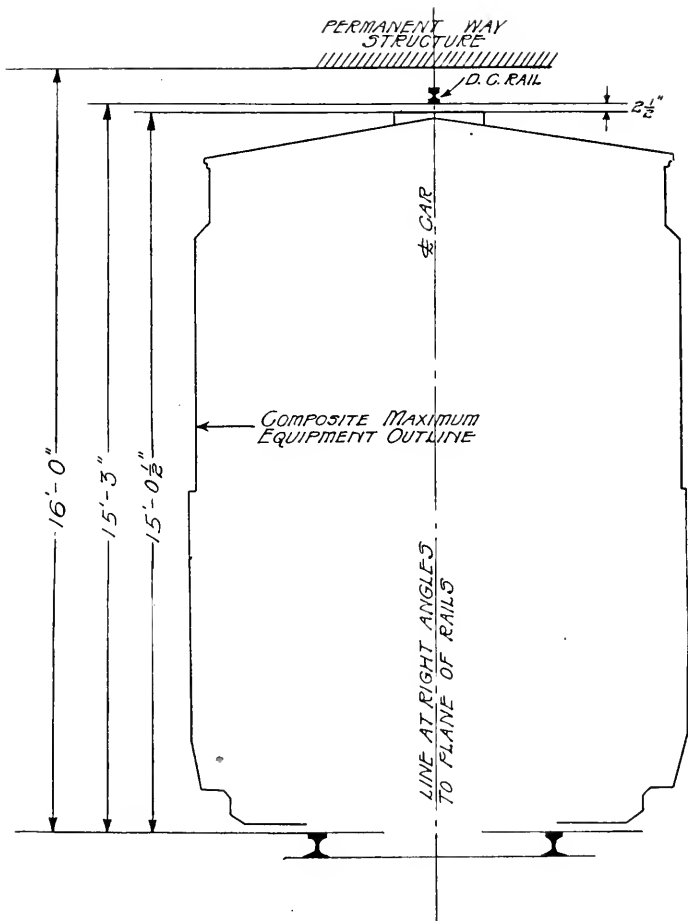 PERMANENT WAY
STRUCTURE
D.C. RAIL
2½"
℄ CAR
COMPOSITE MAXIMUM
EQUIPMENT OUTLINE
16'-0"
15'-3"
15'-0½"
LINE AT RIGHT ANGLES
TO PLANE OF RAILS